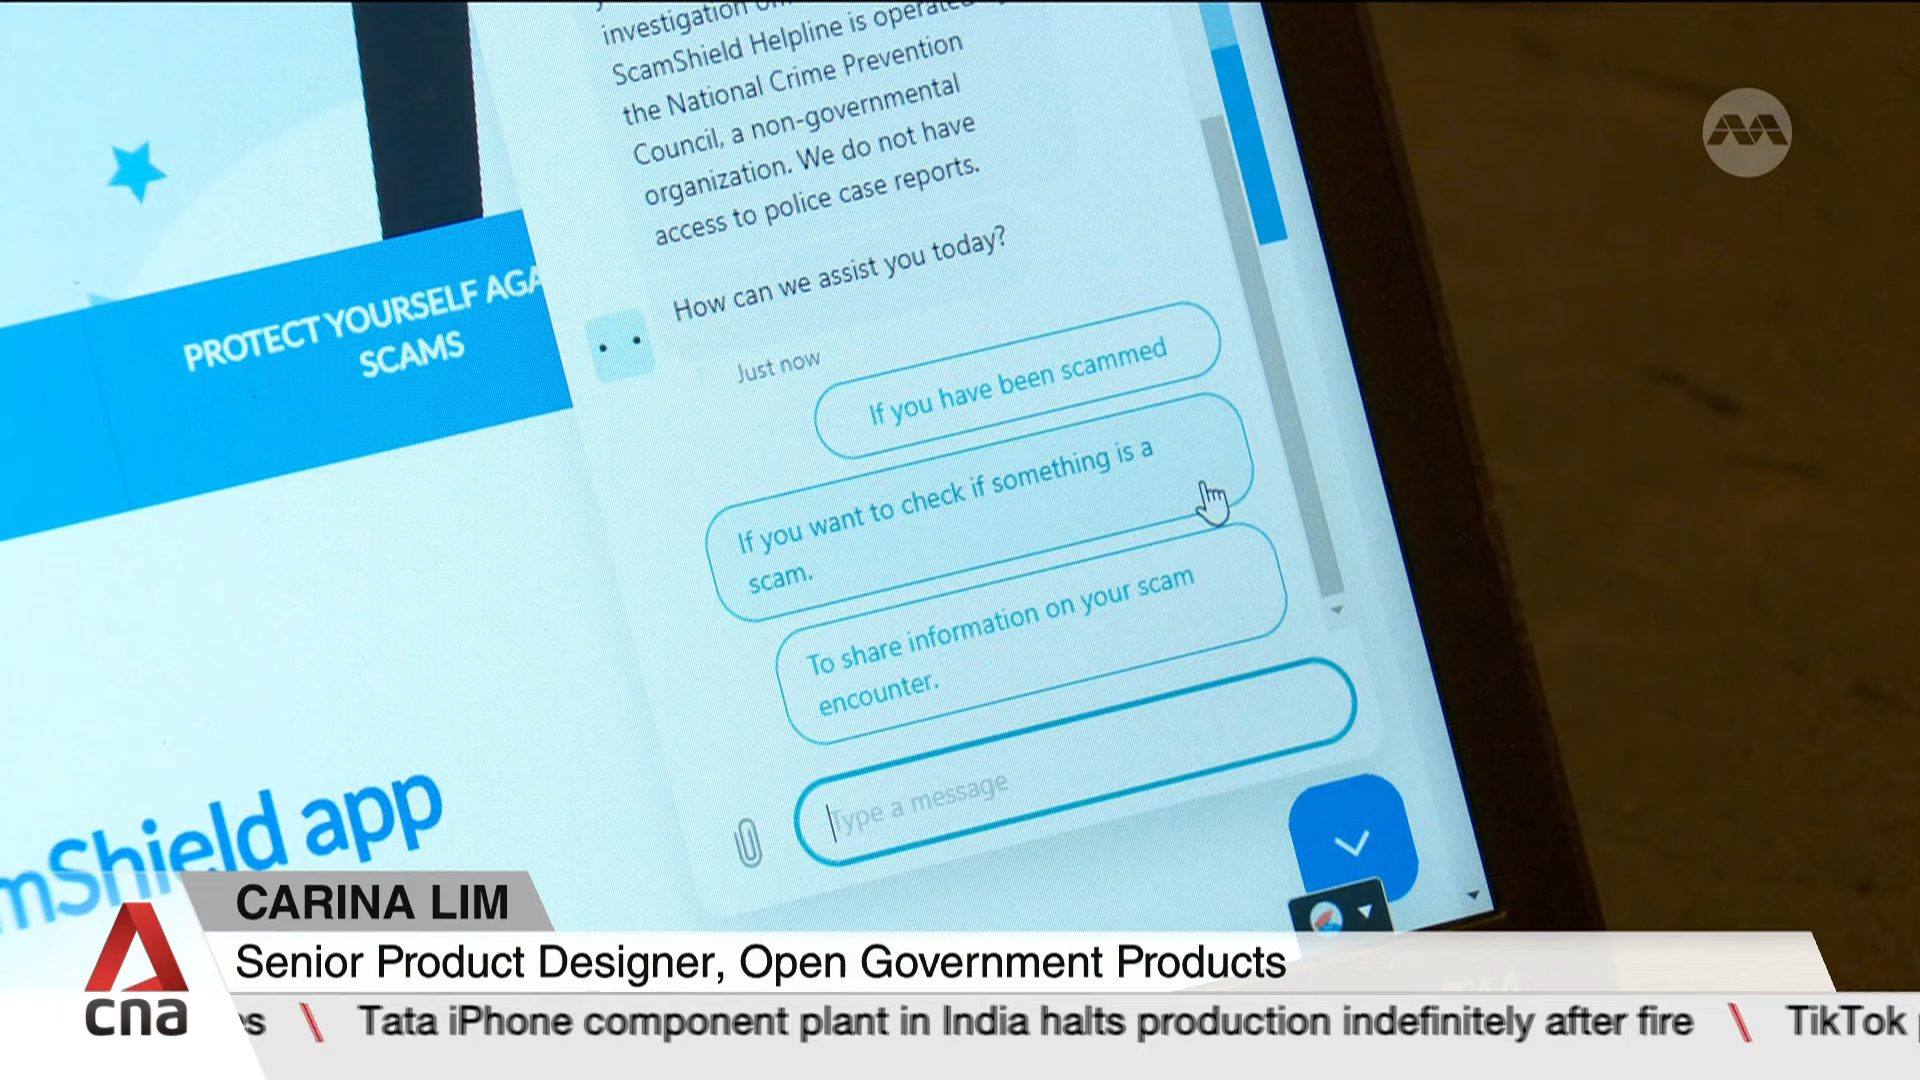 investigation
ScamShield Helpline is operated
the National Crime Prevention
Council, a non-governmental
organization. We do not have
access to police case reports.
How can we assist you today?
Just now
If you have been scammed
If you want to check if something is a
scam.
To share information on your scam
encounter.
Type a message
PROTECT YOURSELF AGA
SCAMS
mShield app
CARINA LIM
Senior Product Designer, Open Government Products
cna
es \ Tata iPhone component plant in India halts production indefinitely after fire \ TikTok